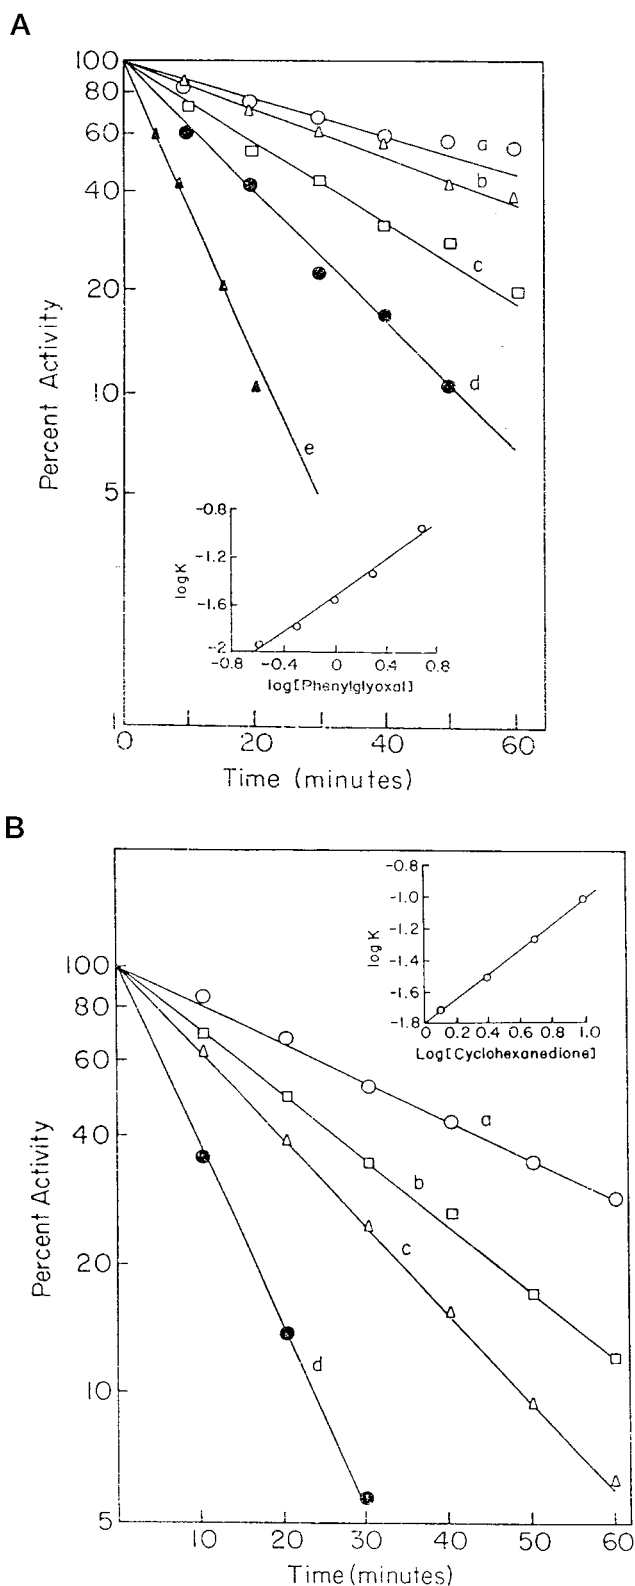 A
100
80
60
40
20
10
5
1
Percent Activity
a
b
c
d
e
-0.8
-1.2
-1.6
-2
log K
-0.8 -0.4 0 0.4 0.8
log[Phenylglyoxal]
0 20 40 60
Time (minutes)
B
-0.8
-1.0
-1.2
-1.4
-1.6
-1.8
log K
0 0.2 0.4 0.6 0.8 1.0
Log[Cyclohexanedione]
100
80
60
40
20
10
5
Percent Activity
a
b
c
d
10 20 30 40 50 60
Time (minutes)